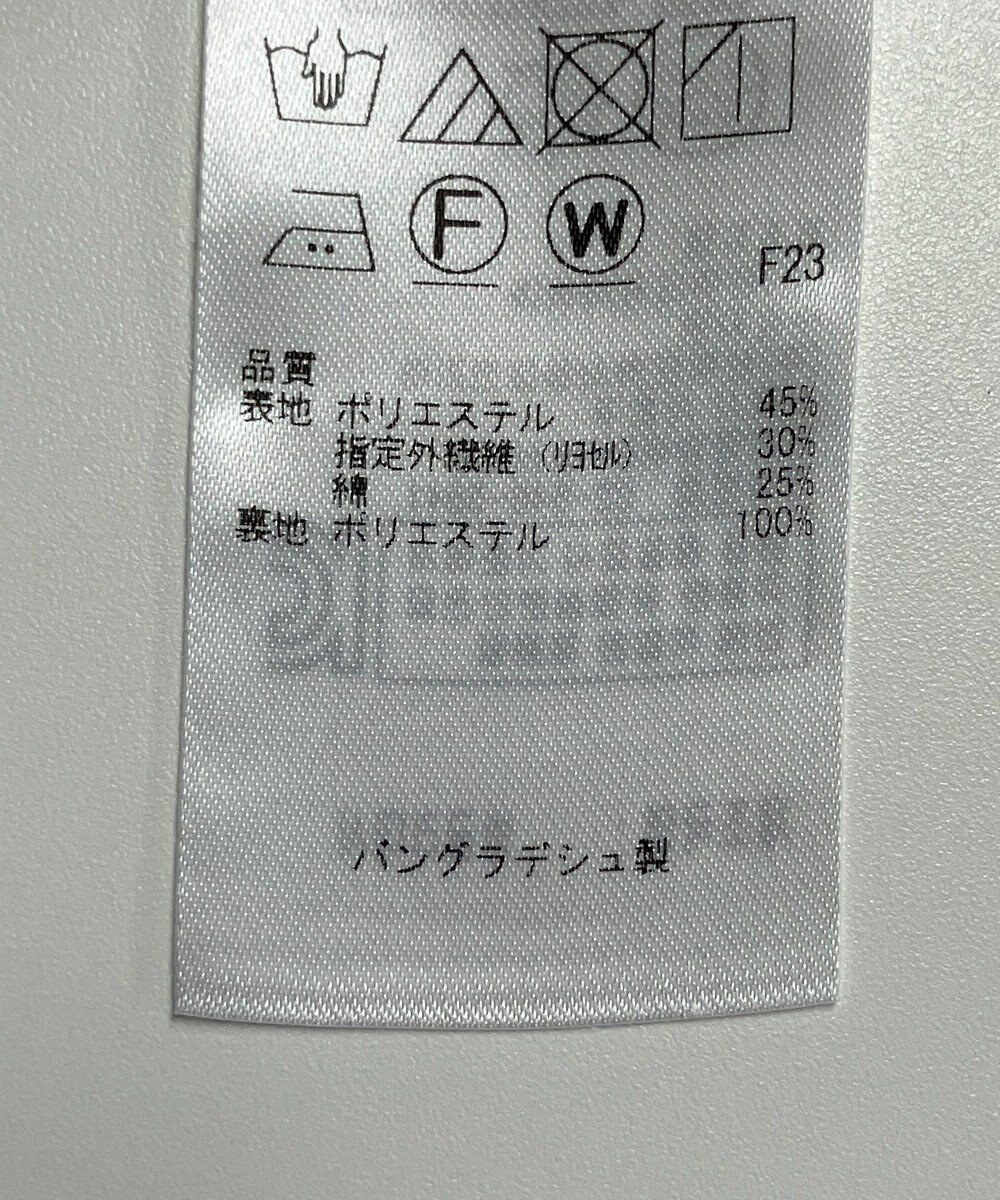 F W
F23
品質
表地 ポリエステル 45%
指定外繊維 (リヨセル) 30%
綿 25%
裏地 ポリエステル 100%
バングラデシュ製